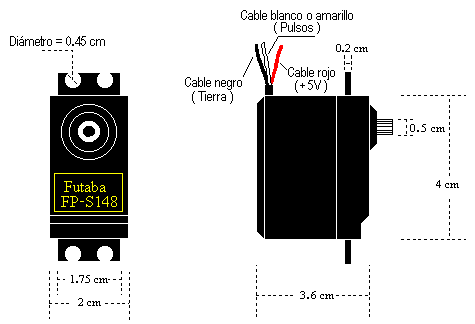 Cable blanco o amarillo
( Pulsos )
Diámetro = 0.45 cm
0.2 cm
Cable negro
( Tierra )
Cable rojo
( +5V )
0.5 cm
4 cm
Futaba
FP-S148
1.75 cm
2 cm
3.6 cm